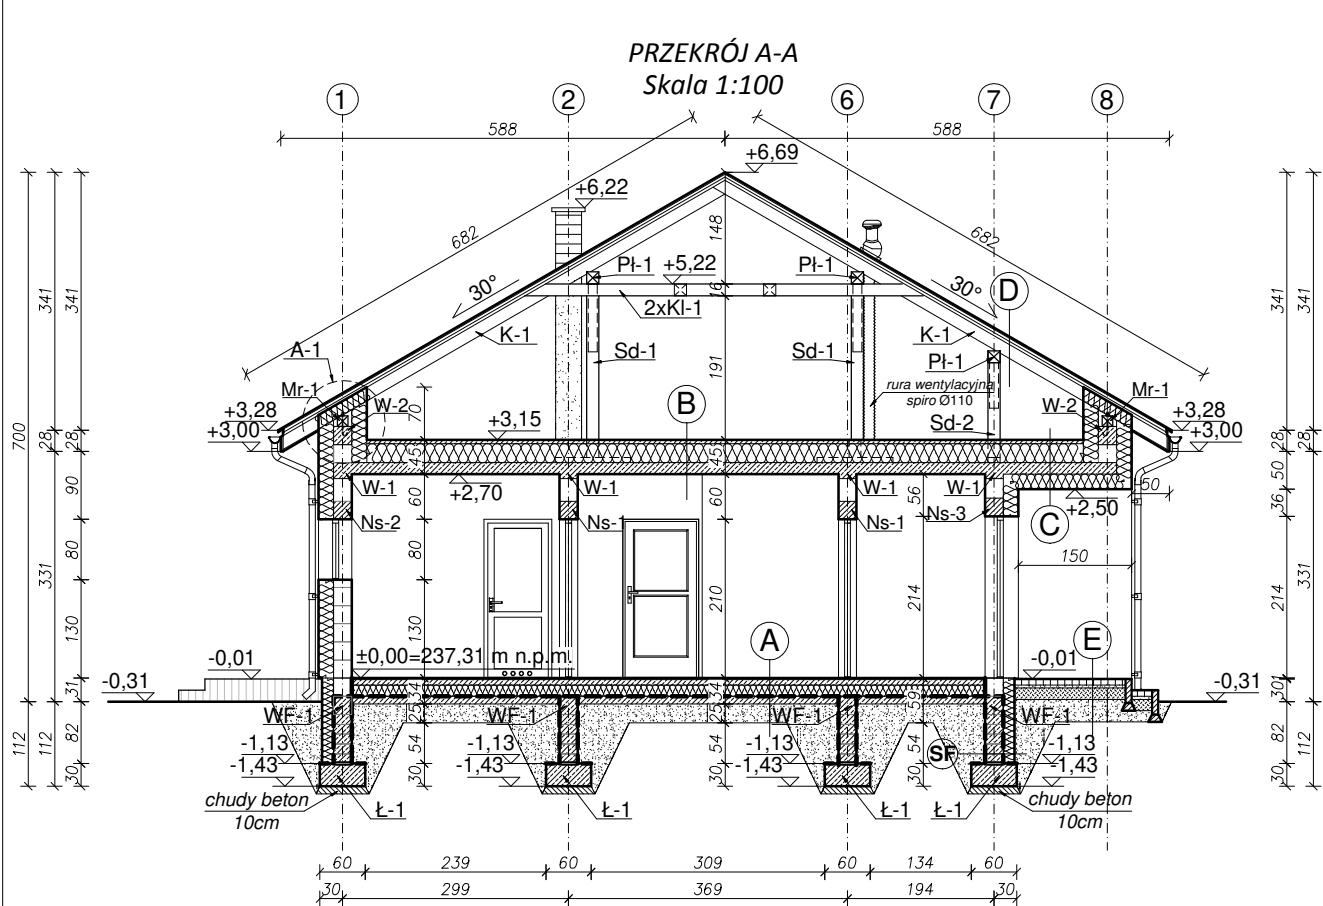 PRZEKRÓJ A-A
Skala 1:100
1 2 6 7 8
588 588
+6,69
+6,22
682 682
148
341 341 341 341
+5,22
Pł-1 Pł-1
16
30° 30°
D
2xKl-1
K-1 K-1
A-1
Sd-1 Sd-1
Pł-1
191
Mr-1 Mr-1
rura wentylacyjna
spiro Ø110
B
70
W-2 W-2
+3,28 +3,28
Sd-2
+3,15
+3,00 +3,00
700
28 28 28 28
45 45
50
W-1 W-1 W-1 W-1
+2,70
90 60 60 56
50
36
+2,50
Ns-2 Ns-1 Ns-1 Ns-3
C
80 80
150
331 331
210 214 214
130 130
A E
±0,00=237,31 m n.p.m.
-0,01 -0,01
-0,31 -0,31
31 34 34 59 30 1
25 25
WF-1 WF-1 WF-1 WF-1
112 112 82 54 54 54 82 112
-1,13 -1,13 -1,13 -1,13
SF
-1,43 -1,43 -1,43 -1,43
30 30 30 30 30
chudy beton
10cm
Ł-1 Ł-1 Ł-1 Ł-1
chudy beton
10cm
60 239 60 309 60 134 60
30 299 369 194 30